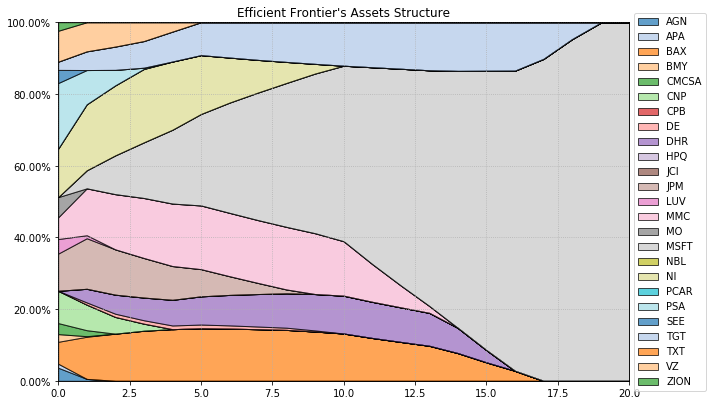 Efficient Frontier's Assets Structure
100.00%
80.00%
60.00%
40.00%
20.00%
0.00%
0.0 2.5 5.0 7.5 10.0 12.5 15.0 17.5 20.0
AGN
APA
BAX
BMY
CMCSA
CNP
CPB
DE
DHR
HPQ
JCI
JPM
LUV
MMC
MO
MSFT
NBL
NI
PCAR
PSA
SEE
TGT
TXT
VZ
ZION